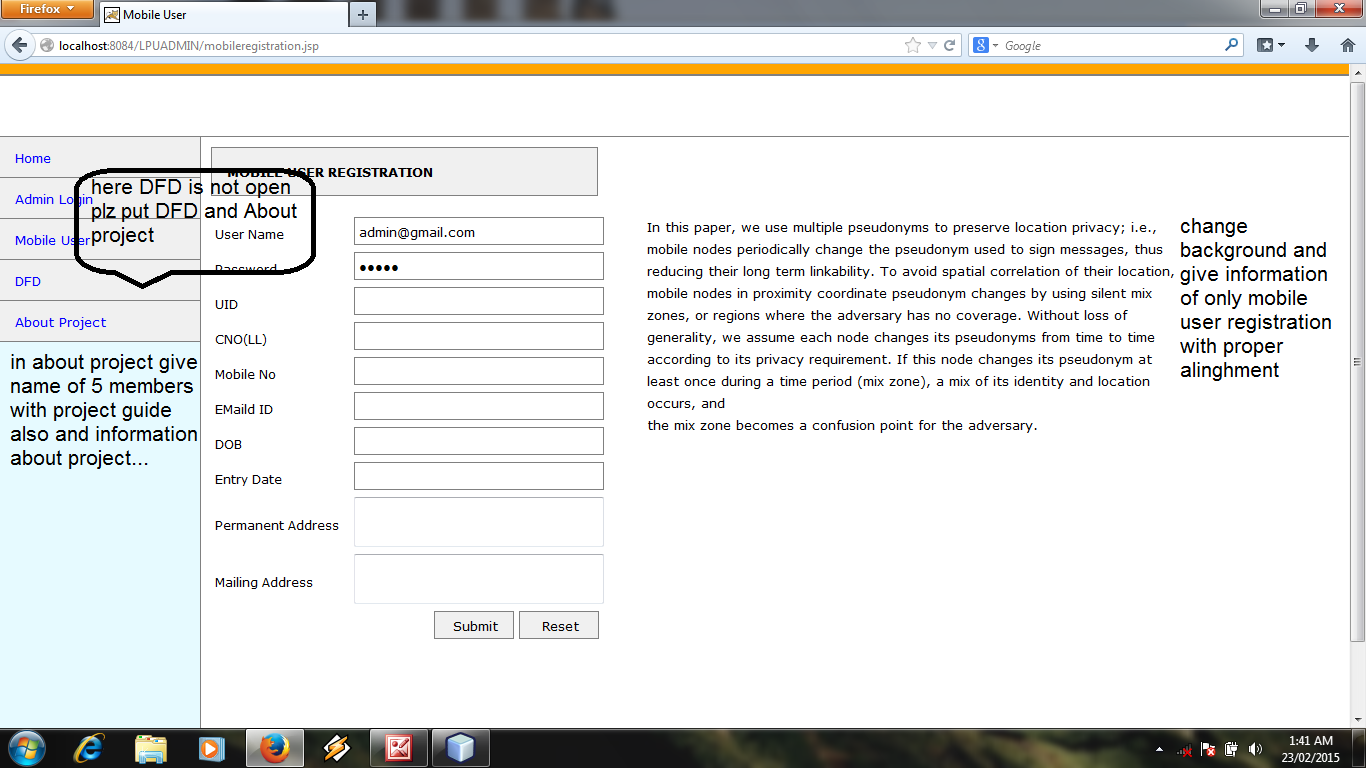 Firefox
Mobile User
localhost:8084/LPUADMIN/mobileregistration.jsp
Google
Home
Admin Login
Mobile User
DFD
About Project
here DFD is not open
plz put DFD and About
project
in about project give
name of 5 members
with project guide
also and information
about project...
MOBILE USER REGISTRATION
User Name
admin@gmail.com
Password
UID
CNO(LL)
Mobile No
EMaild ID
DOB
Entry Date
Permanent Address
Mailing Address
Submit
Reset
In this paper, we use multiple pseudonyms to preserve location privacy; i.e.,
mobile nodes periodically change the pseudonym used to sign messages, thus
reducing their long term linkability. To avoid spatial correlation of their location,
mobile nodes in proximity coordinate pseudonym changes by using silent mix
zones, or regions where the adversary has no coverage. Without loss of
generality, we assume each node changes its pseudonyms from time to time
according to its privacy requirement. If this node changes its pseudonym at
least once during a time period (mix zone), a mix of its identity and location
occurs, and
the mix zone becomes a confusion point for the adversary.
change
background and
give information
of only mobile
user registration
with proper
alinghment
1:41 AM
23/02/2015